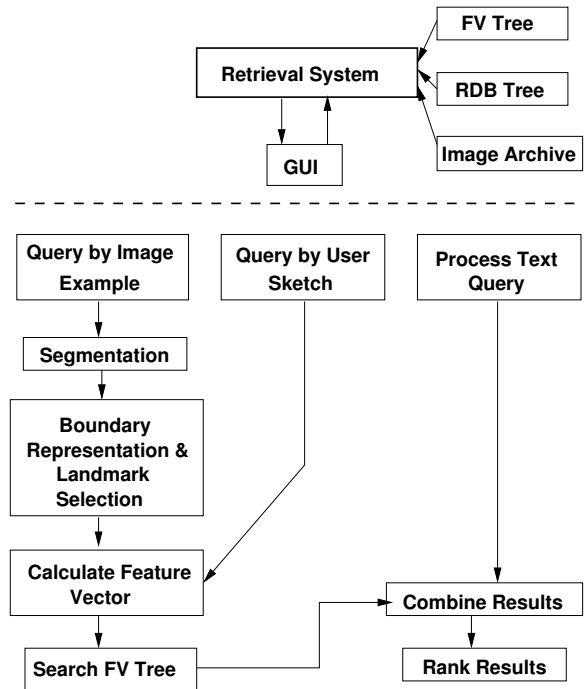 FV Tree
Retrieval System
RDB Tree
Image Archive
GUI
Query by Image
Example
Query by User
Sketch
Process Text
Query
Segmentation
Boundary
Representation &
Landmark
Selection
Calculate Feature
Vector
Combine Results
Search FV Tree
Rank Results